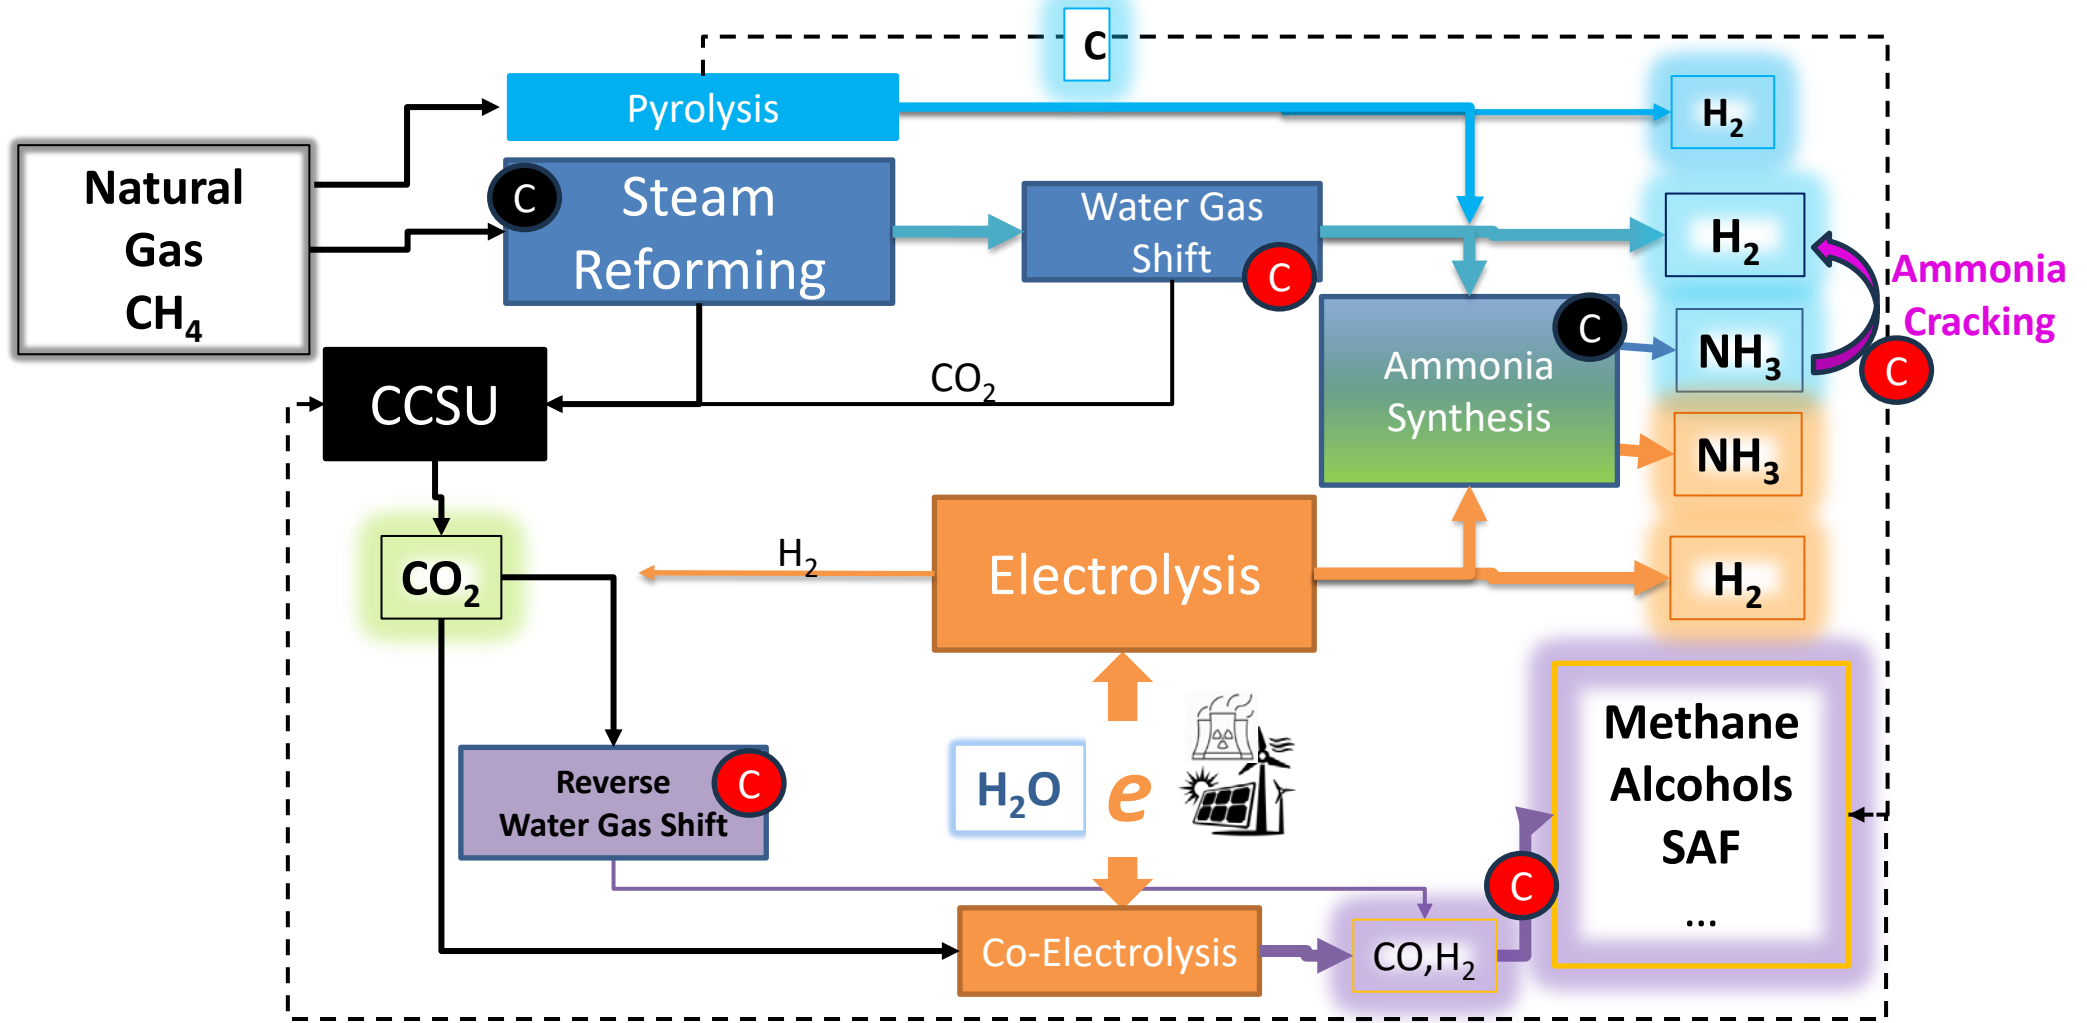 C
Pyrolysis
H2
Natural
Gas
CH4
C
Steam
Reforming
Water Gas
Shift
C
H2
Ammonia
Cracking
C
Ammonia
Synthesis
C
NH3
CCSU
CO2
NH3
CO2
H2
Electrolysis
H2
Reverse
Water Gas Shift
C
H2O
e
Methane
Alcohols
SAF
...
C
Co-Electrolysis
CO,H2